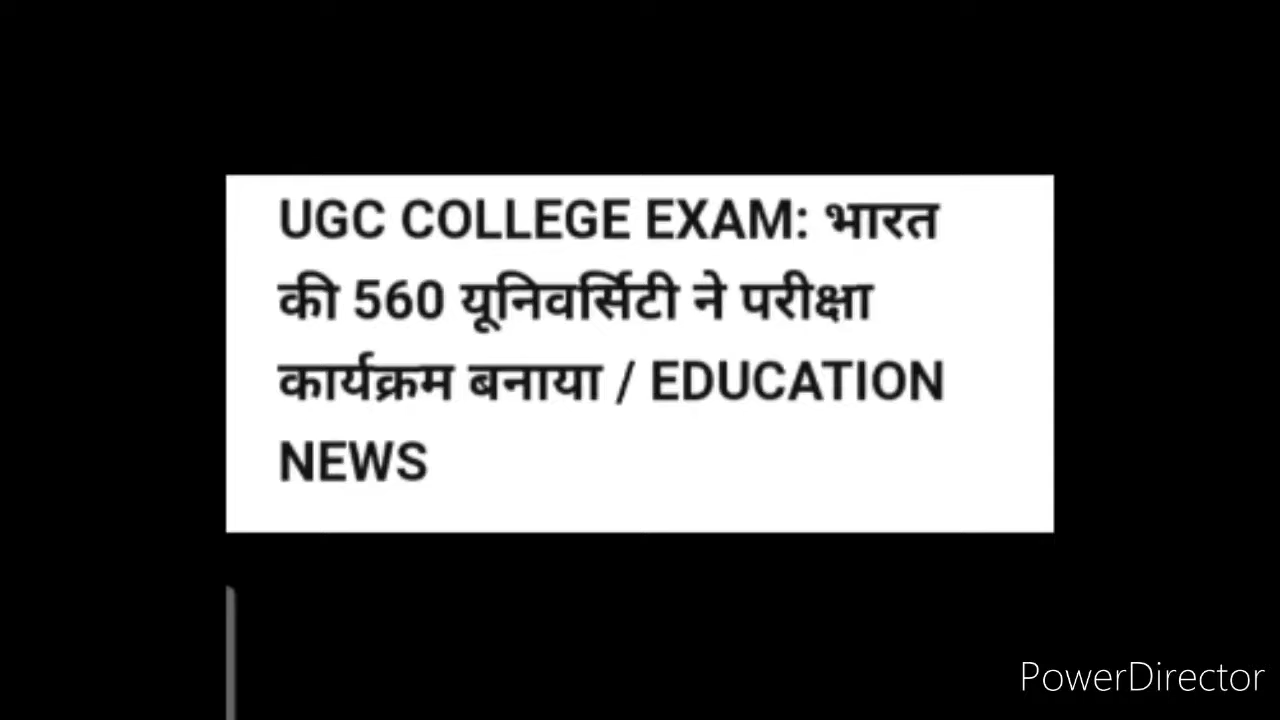 UGC COLLEGE EXAM: भारत
की 560 यूनिवर्सिटी ने परीक्षा
कार्यक्रम बनाया / EDUCATION
NEWS
PowerDirector